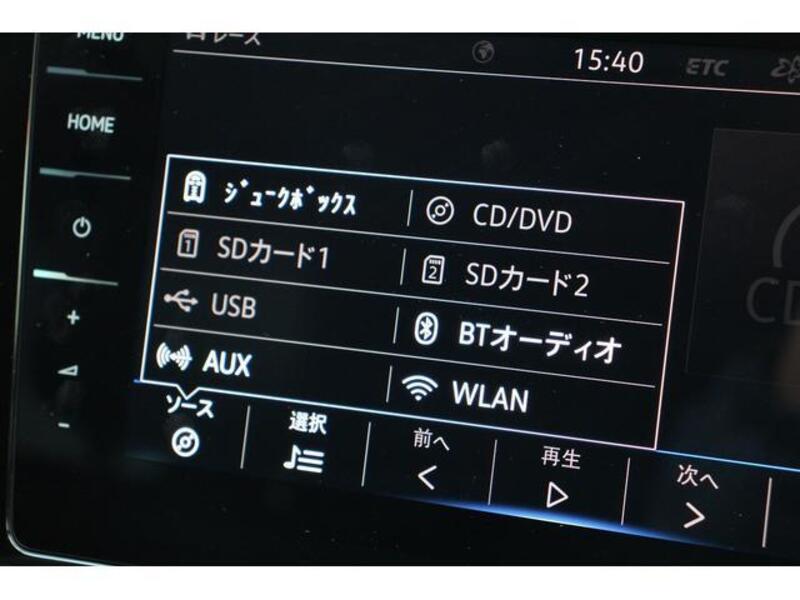 MENU
15:40 ETC
HOME
ジュークボックス CD/DVD
SDカード1 SDカード2
USB BTオーディオ
AUX WLAN
ソース 選択 前へ 再生 次へ
CD